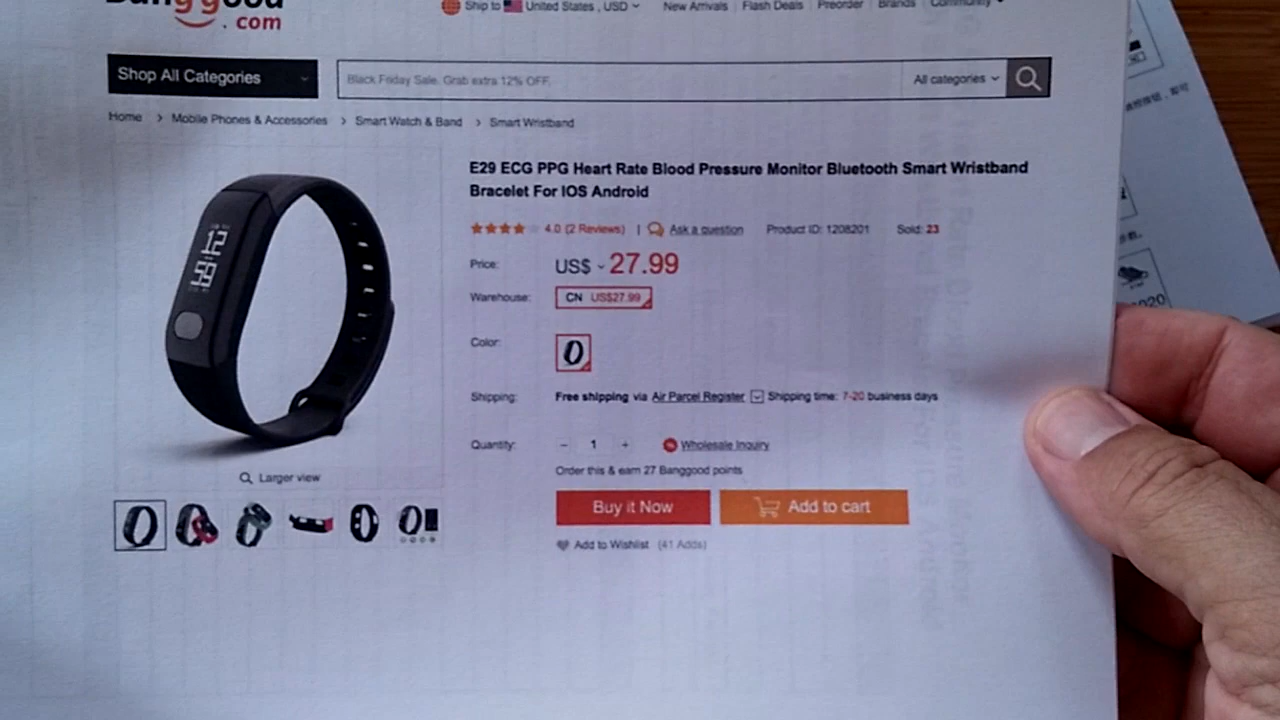 Banggood
.com
Ship to United States , USD
New Arrivals | Flash Deals | Preorder | Brands | Community
Shop All Categories
Black Friday Sale. Grab extra 12% OFF.
All categories
Home > Mobile Phones & Accessories > Smart Watch & Band > Smart Wristband
E29 ECG PPG Heart Rate Blood Pressure Monitor Bluetooth Smart Wristband
Bracelet For IOS Android
4.0 (2 Reviews) | Ask a question Product ID: 1208201 Sold: 23
Price: US$ 27.99
Warehouse: CN US$27.99
Color:
Shipping: Free shipping via Air Parcel Register Shipping time: 7-20 business days
Quantity: − 1 + Wholesale Inquiry
Order this & earn 27 Banggood points
Buy it Now
Add to cart
Add to Wishlist (41 Adds)
12
59
Larger view